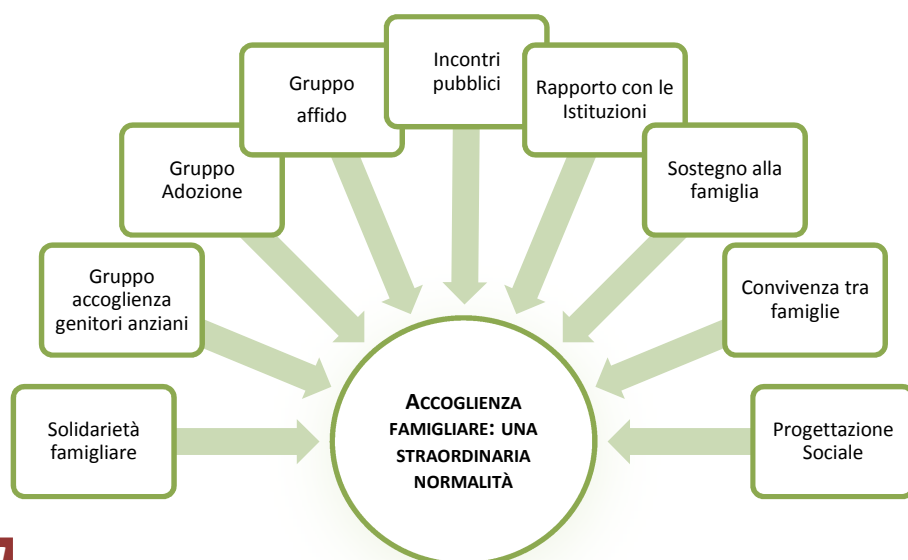 Incontri
pubblici
Gruppo
affido
Rapporto con le
Istituzioni
Gruppo
Adozione
Sostegno alla
famiglia
Gruppo
accoglienza
genitori anziani
Convivenza tra
famiglie
Solidarietà
famigliare
ACCOGLIENZA
FAMIGLIARE: UNA
STRAORDINARIA
NORMALITÀ
Progettazione
Sociale